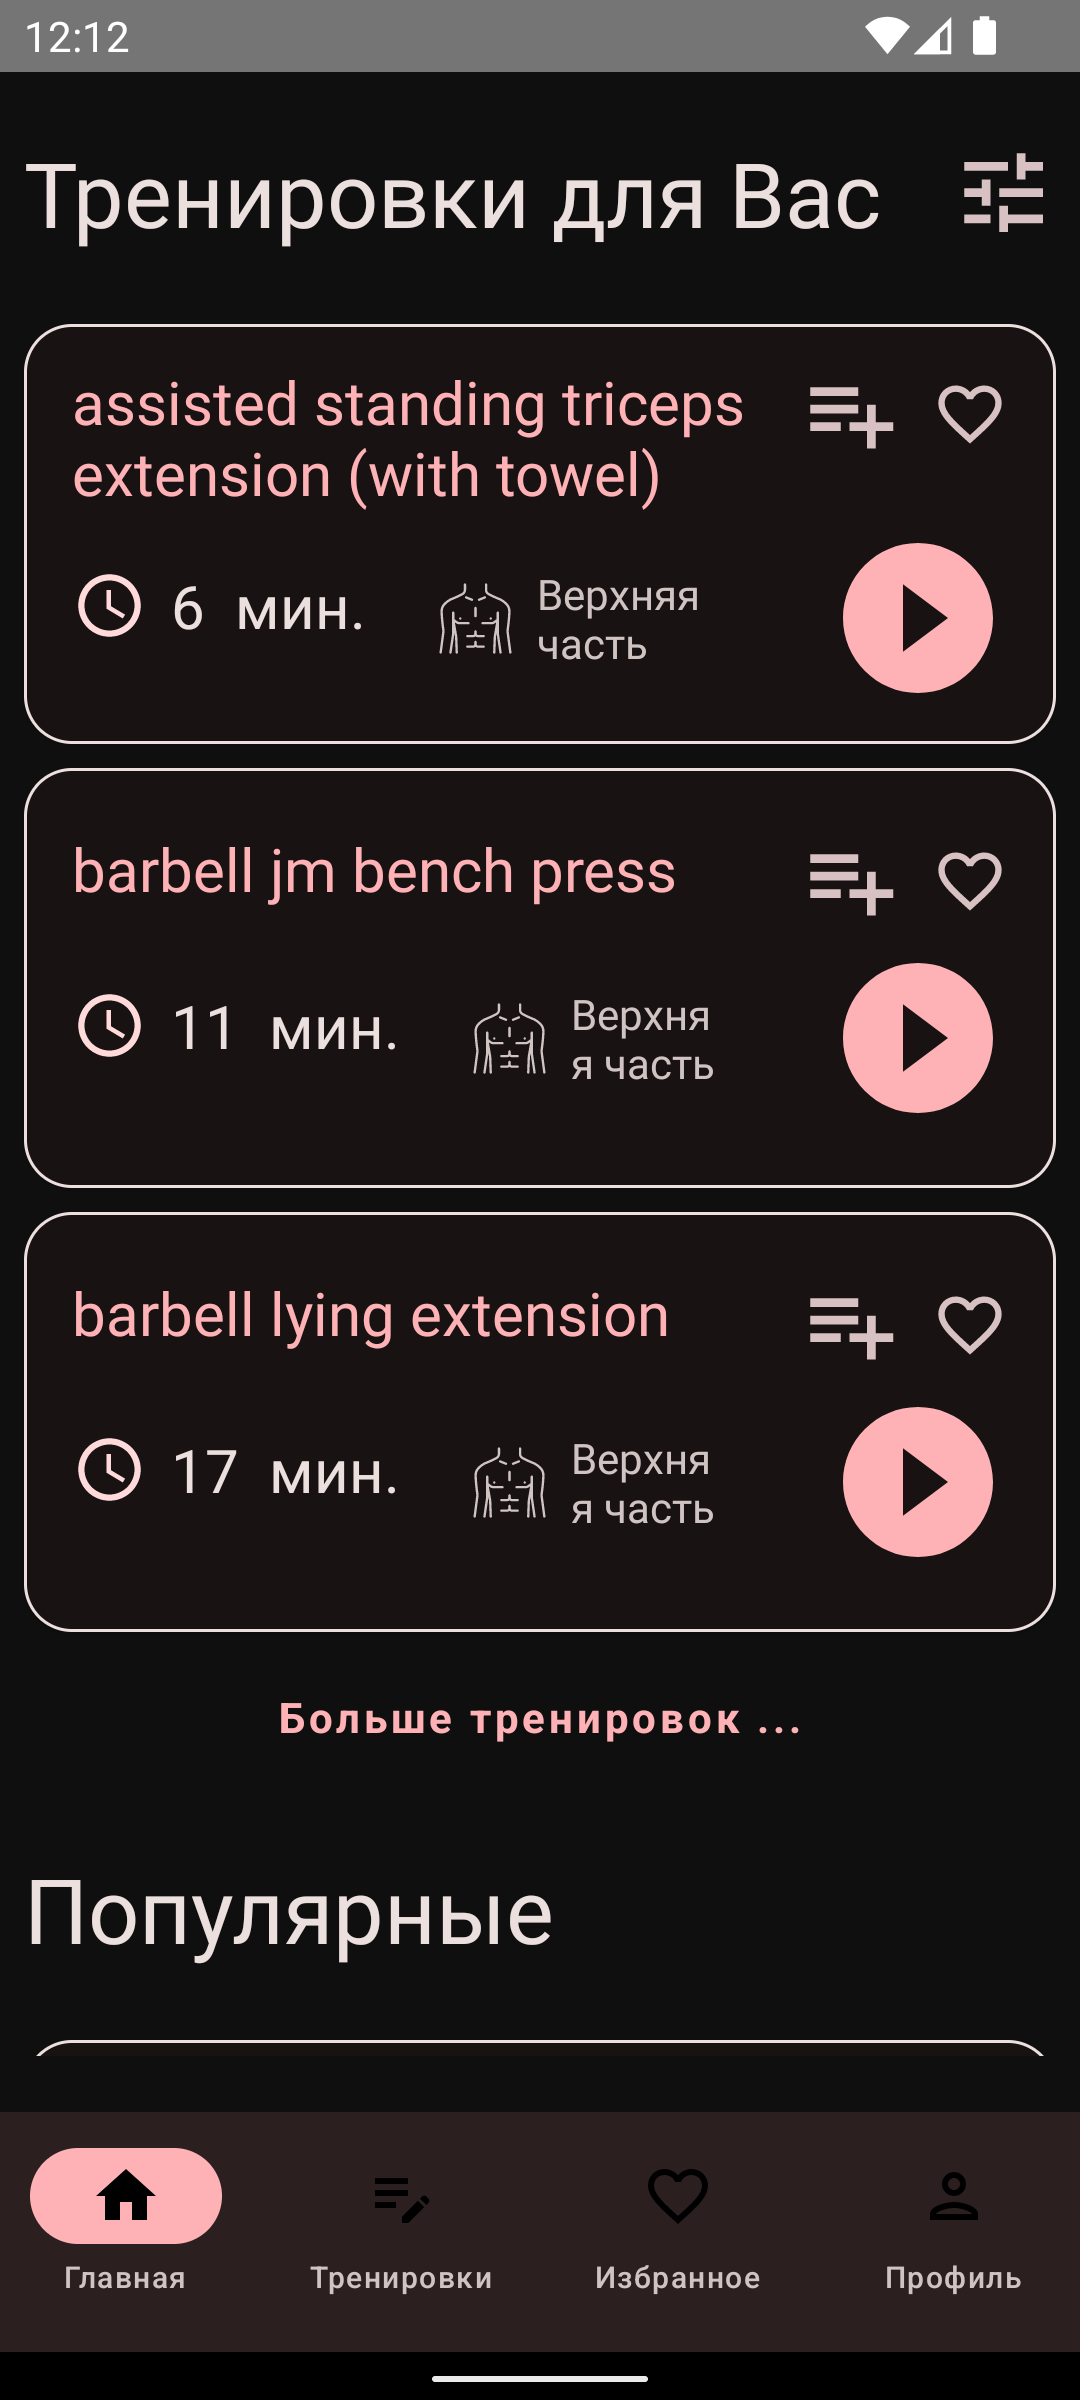 12:12
Тренировки для Вас
assisted standing triceps
extension (with towel)
6 мин.
Верхняя
часть
barbell jm bench press
11 мин.
Верхня
я часть
barbell lying extension
17 мин.
Верхня
я часть
Больше тренировок ...
Популярные
Главная
Тренировки
Избранное
Профиль